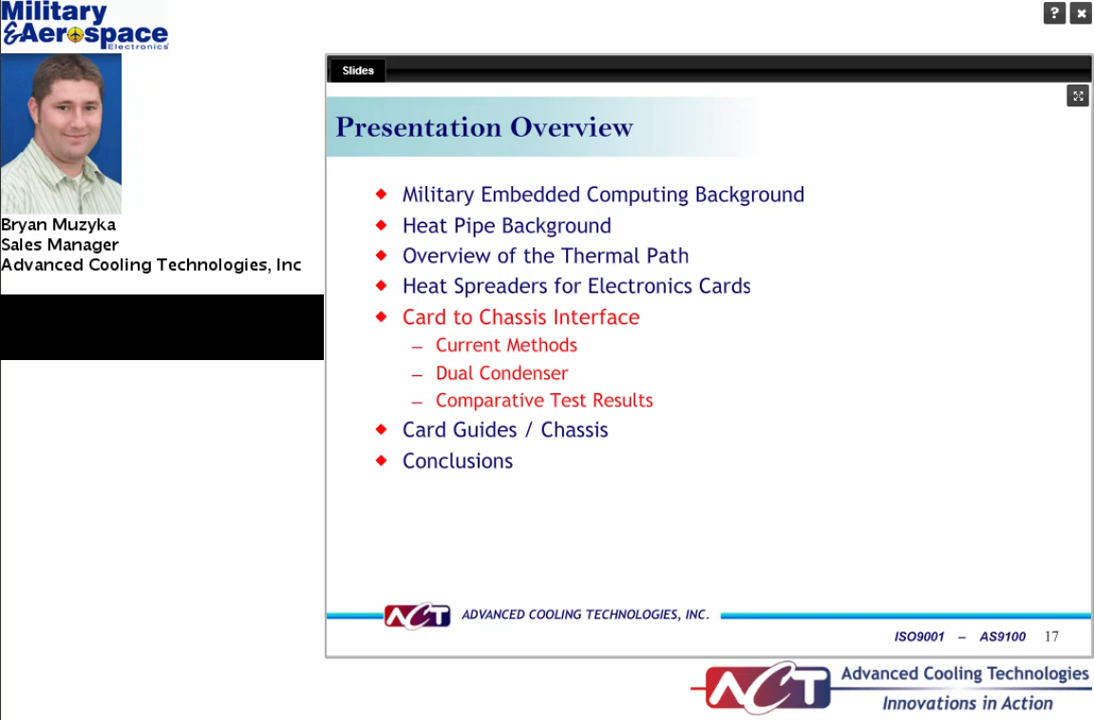 Military
&Aerospace
Electronics
?
Bryan Muzyka
Sales Manager
Advanced Cooling Technologies, Inc
Slides
Presentation Overview
Military Embedded Computing Background
Heat Pipe Background
Overview of the Thermal Path
Heat Spreaders for Electronics Cards
Card to Chassis Interface
– Current Methods
– Dual Condenser
– Comparative Test Results
Card Guides / Chassis
Conclusions
ACT ADVANCED COOLING TECHNOLOGIES, INC.
ISO9001 – AS9100 17
ACT
Advanced Cooling Technologies
Innovations in Action